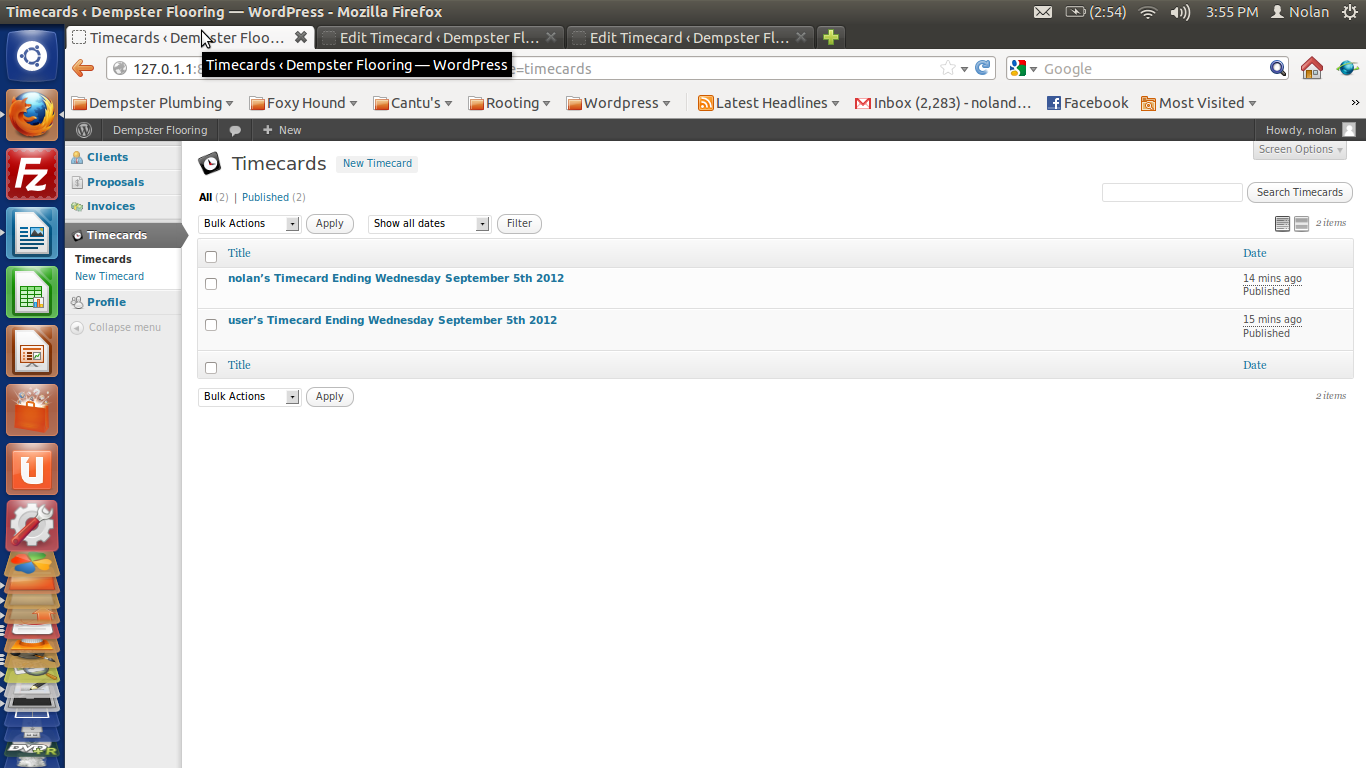 Timecards ‹ Dempster Flooring — WordPress - Mozilla Firefox
(2:54) 3:55 PM Nolan
Timecards ‹ Dempster Floo...
Edit Timecard ‹ Dempster Fl...
Edit Timecard ‹ Dempster Fl...
127.0.1.1:
=timecards
Timecards ‹ Dempster Flooring — WordPress
Google
Dempster Plumbing
Foxy Hound
Cantu's
Rooting
Wordpress
Latest Headlines
Inbox (2,283) - noland...
Facebook
Most Visited
»
Dempster Flooring
+ New
Howdy, nolan
Clients
Proposals
Invoices
Timecards
Timecards
New Timecard
Profile
Collapse menu
Timecards New Timecard
Screen Options
All (2) | Published (2)
Search Timecards
Bulk Actions Apply Show all dates Filter 2 items
Title Date
nolan’s Timecard Ending Wednesday September 5th 2012 14 mins ago
Published
user’s Timecard Ending Wednesday September 5th 2012 15 mins ago
Published
Title Date
Bulk Actions Apply 2 items
Fz
U